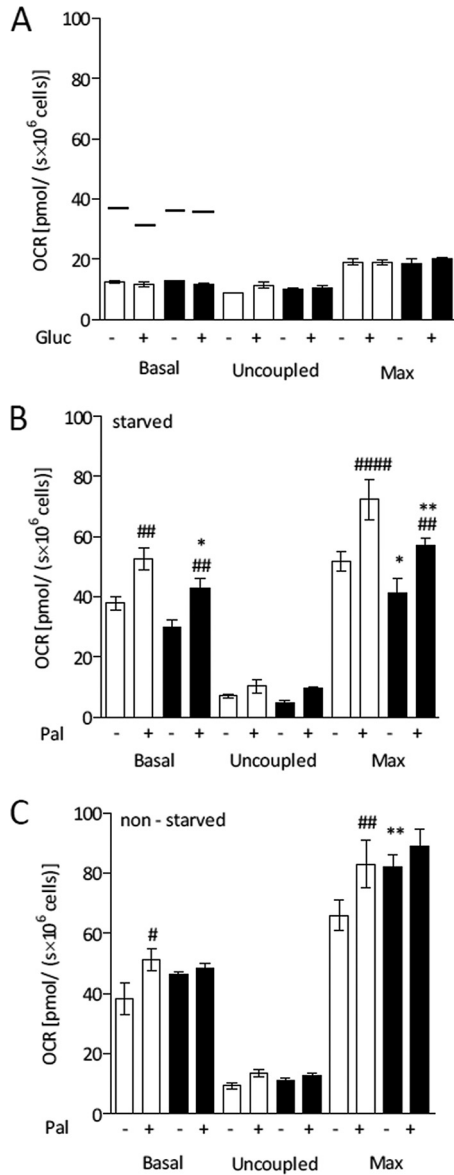 A
OCR [pmol/ (s×10⁶ cells)]
100
80
60
40
20
0
Gluc - + - + - + - + - + - +
Basal Uncoupled Max
B
starved
OCR [pmol/ (s×10⁶ cells)]
100
80
60
40
20
0
##
*
##
####
*
**
##
Pal - + - + - + - + - + - +
Basal Uncoupled Max
C
non - starved
OCR [pmol/ (s×10⁶ cells)]
100
80
60
40
20
0
#
##
**
Pal - + - + - + - + - + - +
Basal Uncoupled Max